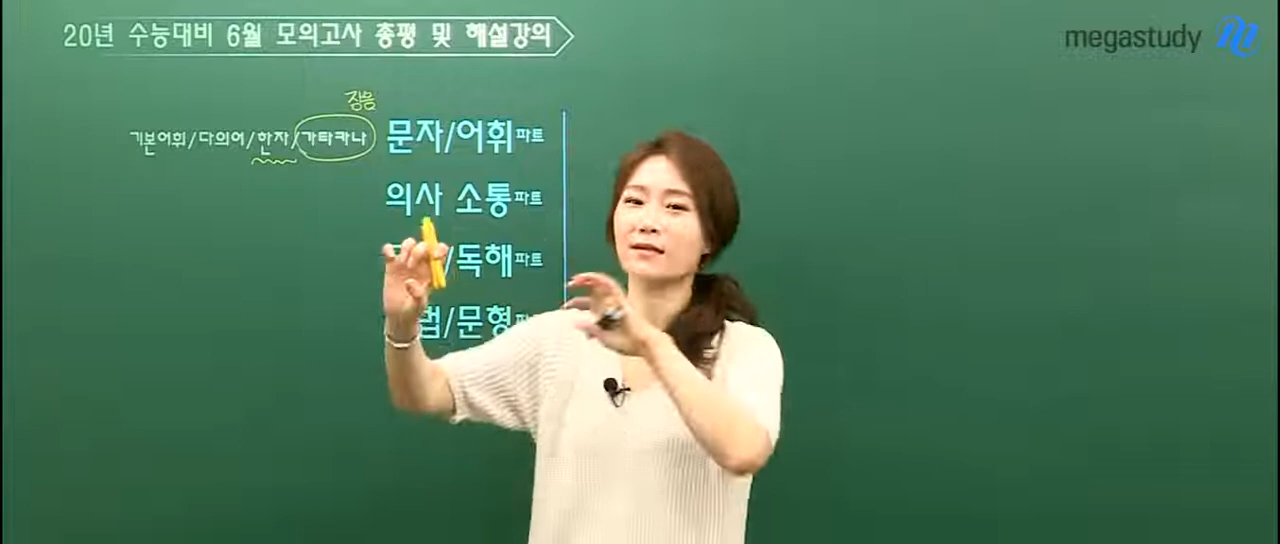 20년 수능대비 6월 모의고사 총평 및 해설강의
megastudy
장음
기본어휘/다의어/한자/가타카나 문자/어휘파트
의사 소통파트
/독해파트
/문형